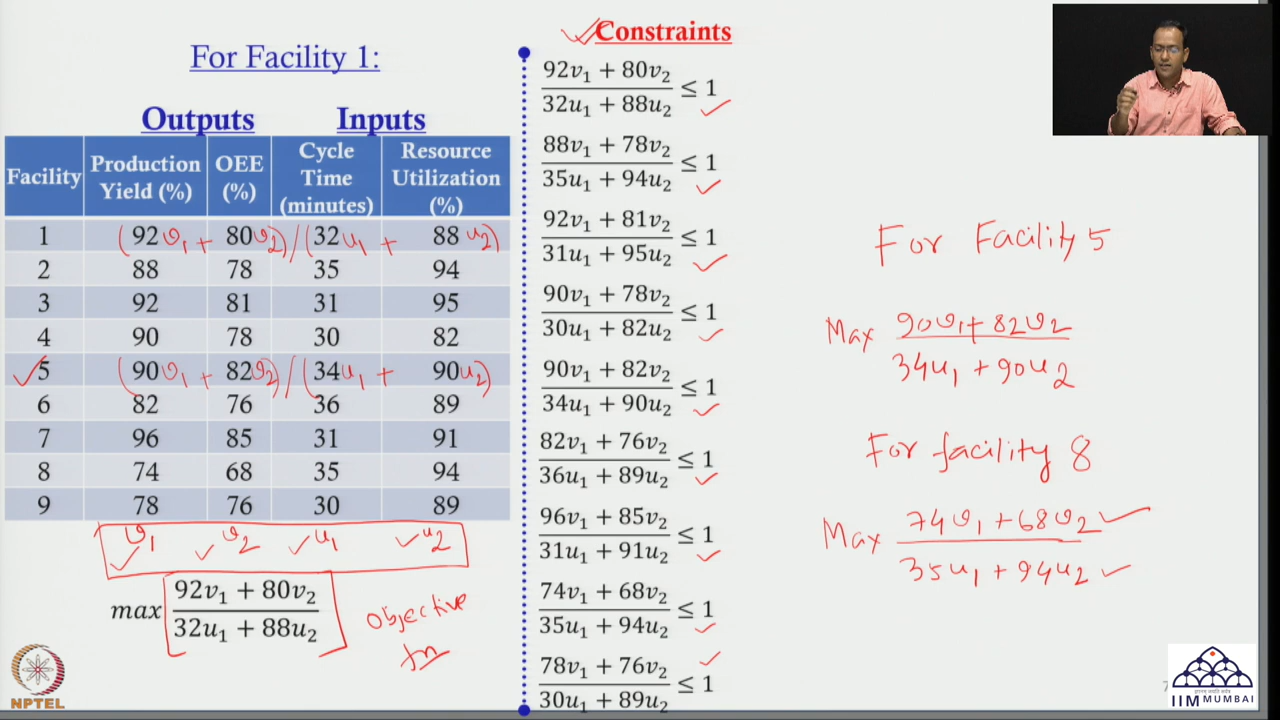 For Facility 1:
Outputs Inputs
Facility Production Yield (%) OEE (%) Cycle Time (minutes) Resource Utilization (%)
1 (92v₁ + 80v₂) / (32u₁ + 88u₂)
2 88 78 35 94
3 92 81 31 95
4 90 78 30 82
✓5 (90v₁ + 82v₂) / (34u₁ + 90u₂)
6 82 76 36 89
7 96 85 31 91
8 74 68 35 94
9 78 76 30 89
✓v₁ ✓v₂ ✓u₁ ✓u₂
max [(92v₁ + 80v₂) / (32u₁ + 88u₂)]
objective
fn
NPTEL
✓Constraints
(92v₁ + 80v₂) / (32u₁ + 88u₂) ≤ 1 ✓
(88v₁ + 78v₂) / (35u₁ + 94u₂) ≤ 1 ✓
(92v₁ + 81v₂) / (31u₁ + 95u₂) ≤ 1 ✓
(90v₁ + 78v₂) / (30u₁ + 82u₂) ≤ 1 ✓
(90v₁ + 82v₂) / (34u₁ + 90u₂) ≤ 1 ✓
(82v₁ + 76v₂) / (36u₁ + 89u₂) ≤ 1 ✓
(96v₁ + 85v₂) / (31u₁ + 91u₂) ≤ 1 ✓
(74v₁ + 68v₂) / (35u₁ + 94u₂) ≤ 1 ✓
(78v₁ + 76v₂) / (30u₁ + 89u₂) ≤ 1 ✓
For Facility 5
Max (90v₁ + 82v₂) / (34u₁ + 90u₂)
For facility 8
Max (74v₁ + 68v₂) ✓ / (35u₁ + 94u₂) ✓
IIM MUMBAI